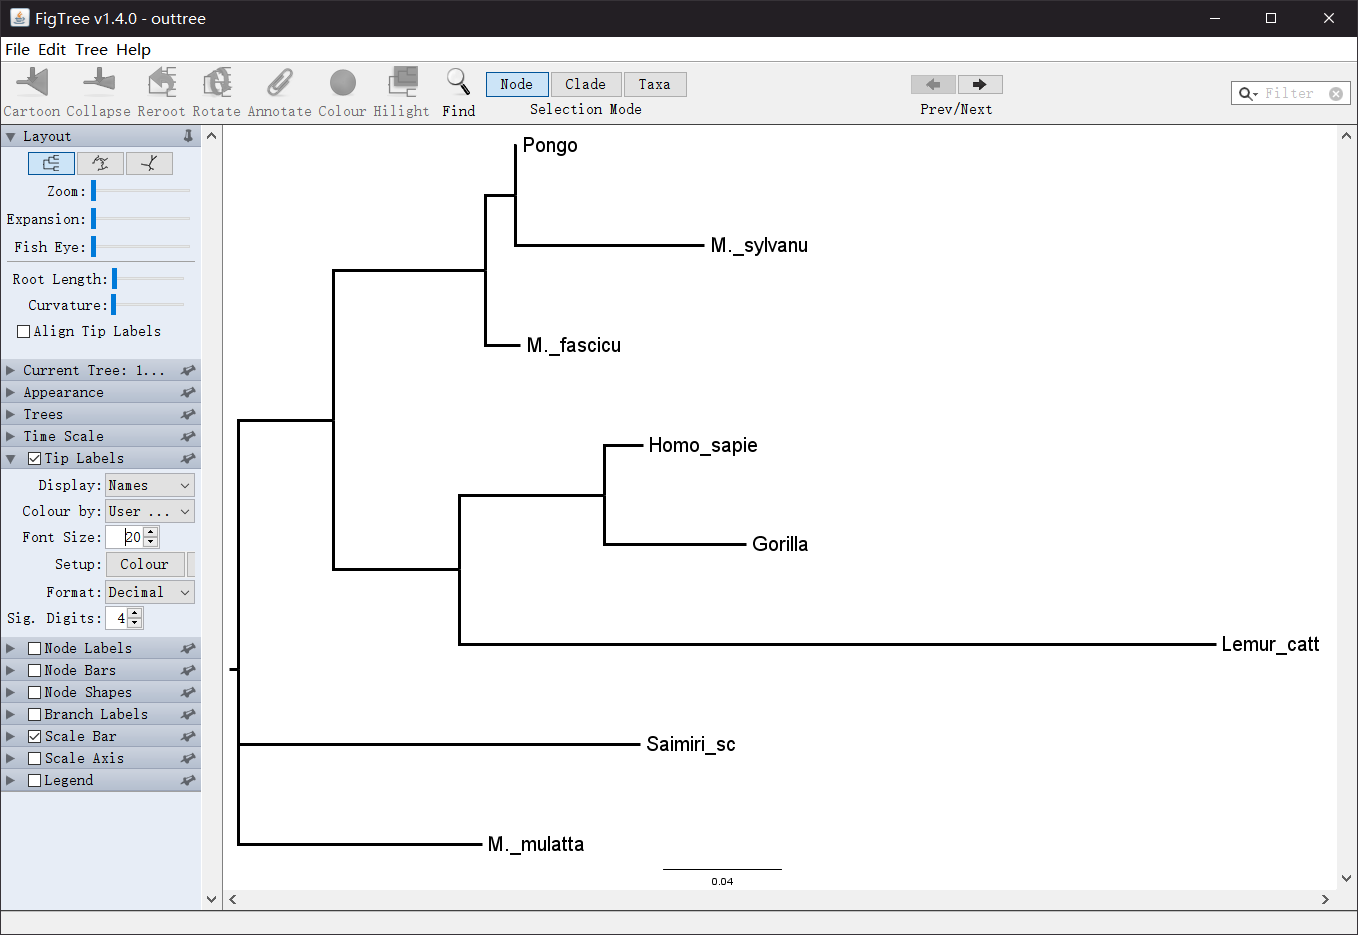 FigTree v1.4.0 - outtree
File Edit Tree Help
Cartoon Collapse Reroot Rotate Annotate Colour Hilight Find
Node Clade Taxa
Selection Mode
Prev/Next
Filter
Layout
Zoom:
Expansion:
Fish Eye:
Root Length:
Curvature:
Align Tip Labels
Current Tree: 1...
Appearance
Trees
Time Scale
Tip Labels
Display: Names
Colour by: User ...
Font Size: 20
Setup: Colour
Format: Decimal
Sig. Digits: 4
Node Labels
Node Bars
Node Shapes
Branch Labels
Scale Bar
Scale Axis
Legend
Pongo
M._sylvanu
M._fascicu
Homo_sapie
Gorilla
Lemur_catt
Saimiri_sc
M._mulatta
0.04